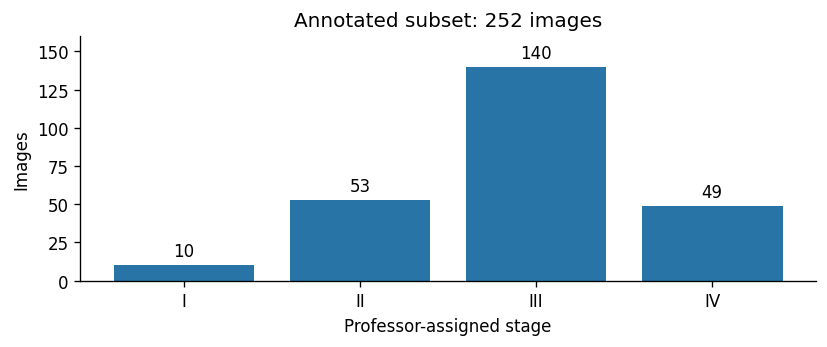 Annotated subset: 252 images
Images
150
125
100
75
50
25
0
10
53
140
49
I
II
III
IV
Professor-assigned stage